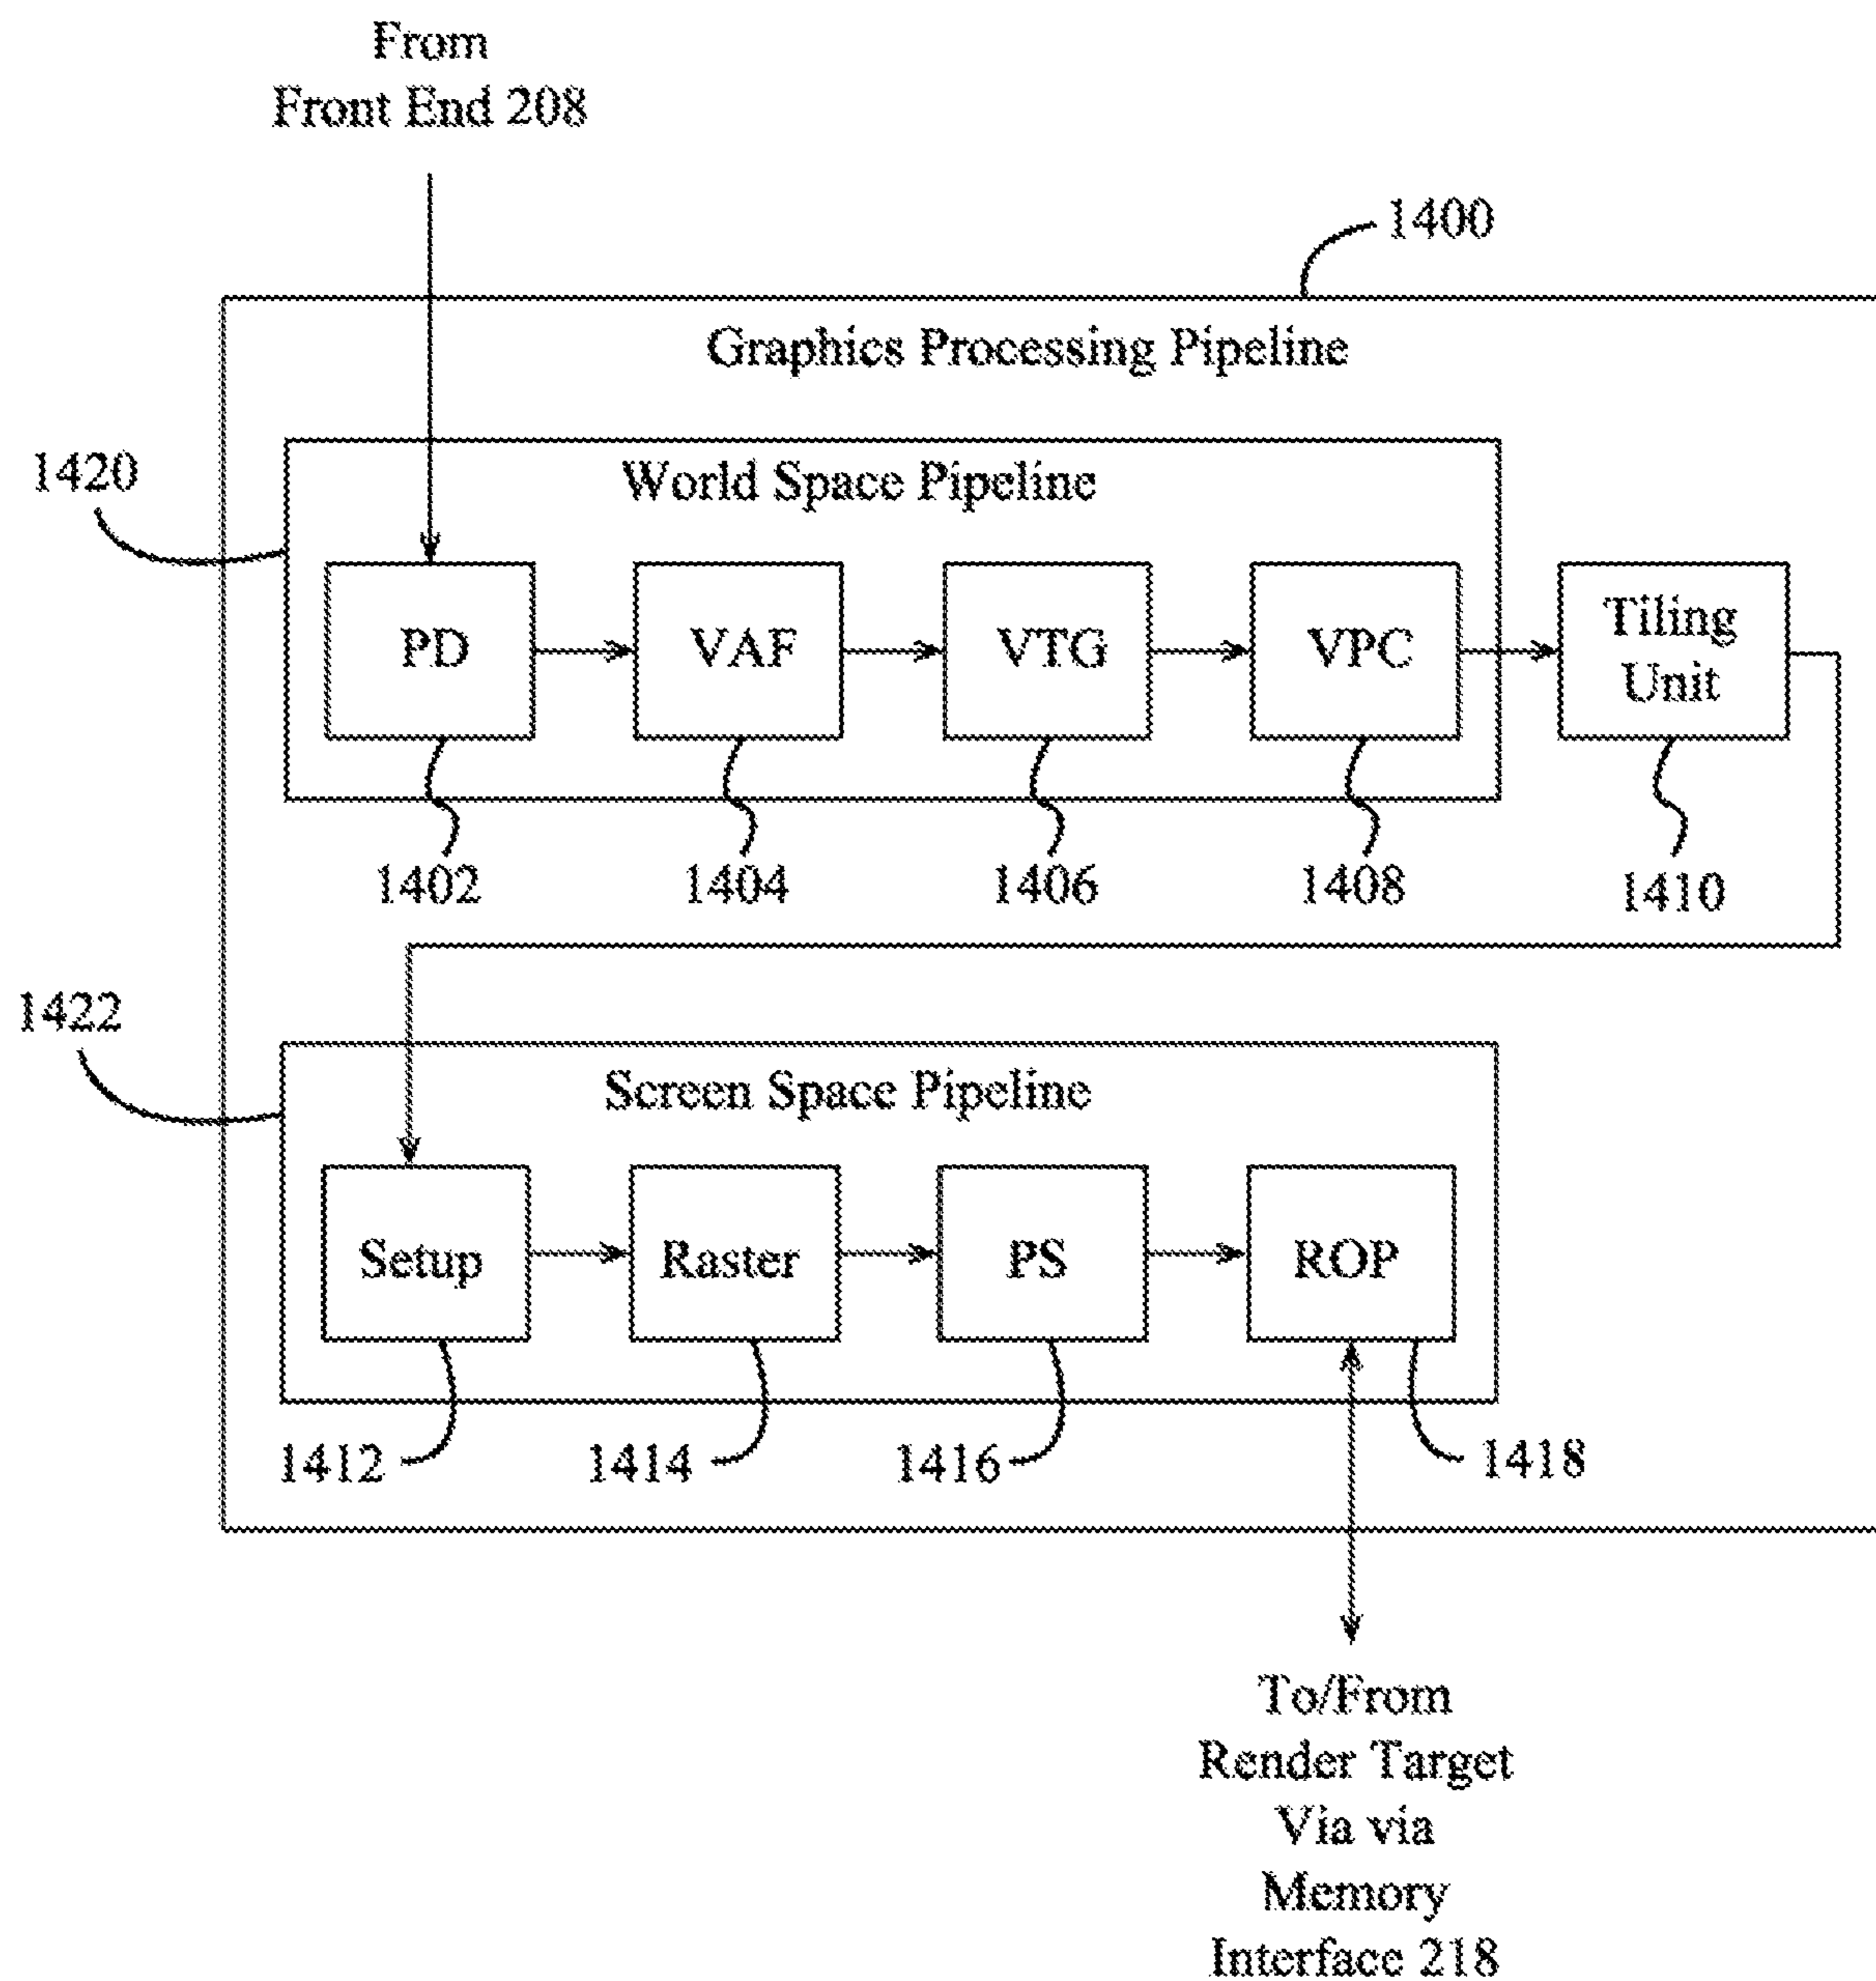 From
Front End 208
1400
Graphics Processing Pipeline
1420
World Space Pipeline
PD
VAF
VTG
VPC
Tiling
Unit
1402
1404
1406
1408
1410
1422
Screen Space Pipeline
Setup
Raster
PS
ROP
1412
1414
1416
1418
To/From
Render Target
Via via
Memory
Interface 218